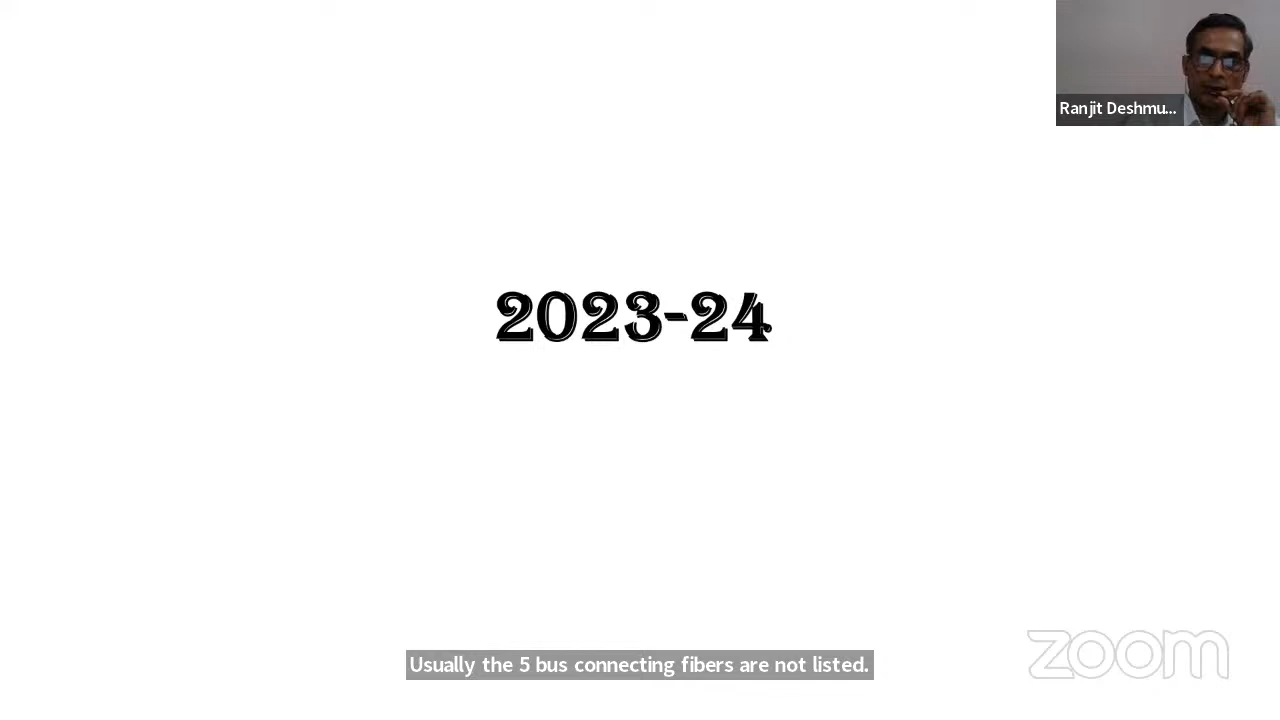 Ranjit Deshmu...
2023-24
Usually the 5 bus connecting fibers are not listed.
zoom